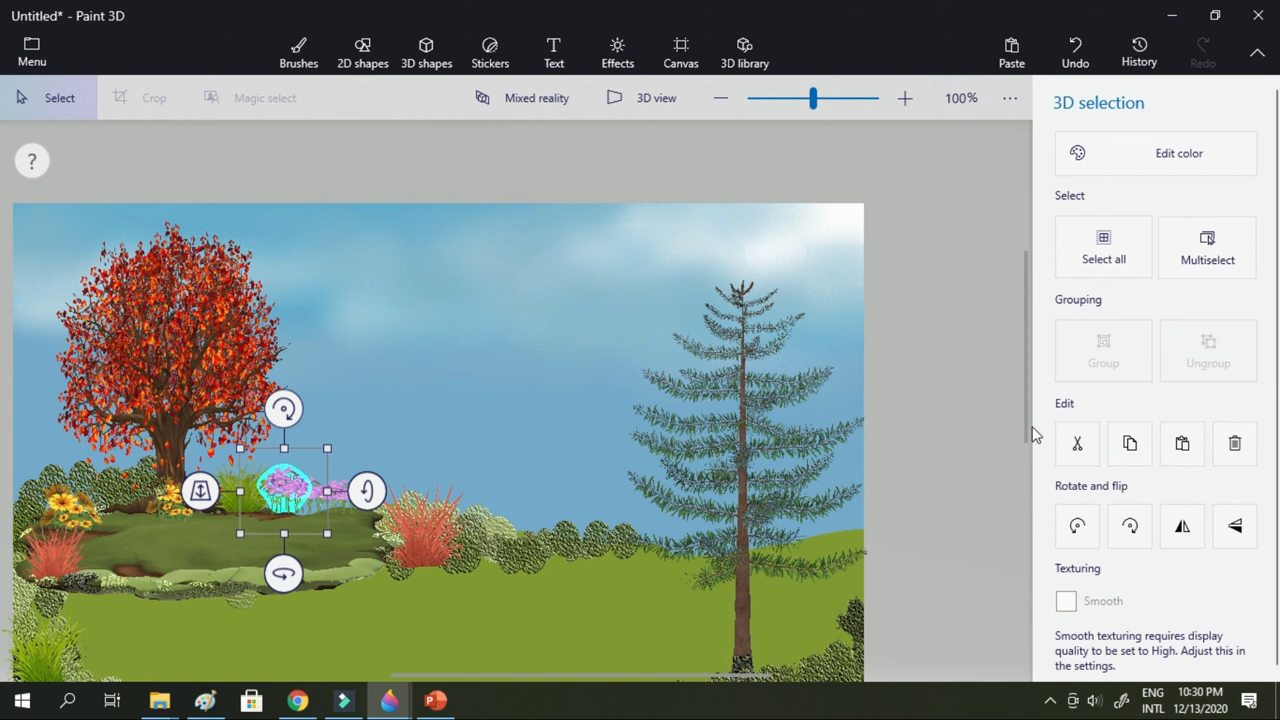 Untitled* - Paint 3D
Menu
Brushes
2D shapes
3D shapes
Stickers
Text
Effects
Canvas
3D library
Paste
Undo
History
Redo
Select
Crop
Magic select
Mixed reality
3D view
100%
?
3D selection
Edit color
Select
Select all
Multiselect
Grouping
Group
Ungroup
Edit
Rotate and flip
Texturing
Smooth
Smooth texturing requires display
quality to be set to High. Adjust this in
the settings.
ENG
INTL
10:30 PM
12/13/2020